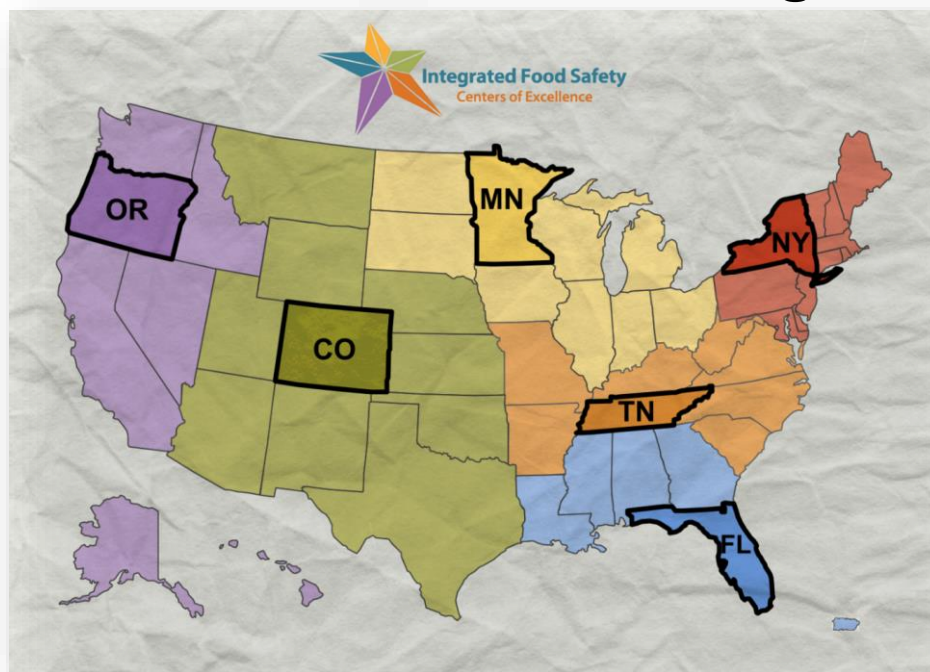 Integrated Food Safety
Centers of Excellence
OR
MN
NY
CO
TN
FL